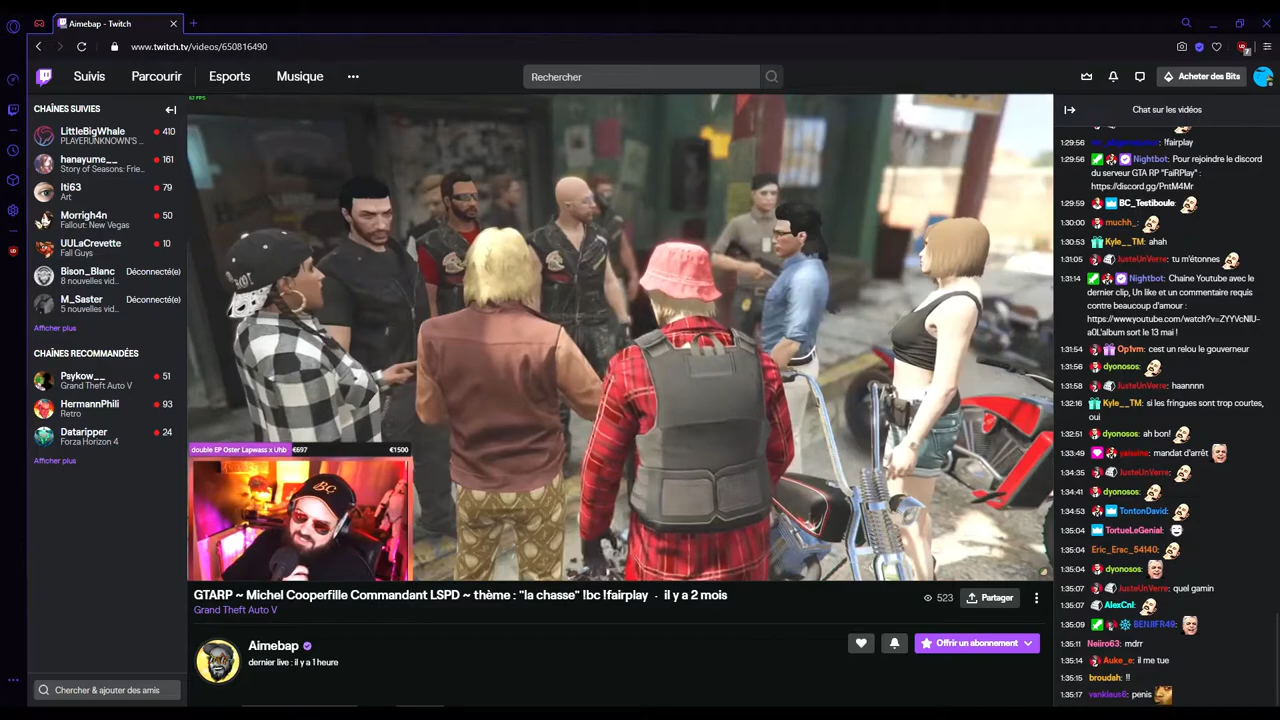 Aimebap - Twitch
www.twitch.tv/videos/650816490
Suivis
Parcourir
Esports
Musique
Rechercher
Acheter des Bits
CHAÎNES SUIVIES
LittleBigWhale
410
PLAYERUNKNOWN'S ...
hanayume__
161
Story of Seasons: Frie...
lti63
79
Art
Morrigh4n
50
Fallout: New Vegas
UULaCrevette
10
Fall Guys
Bison_Blanc
Déconnecté(e)
8 nouvelles vid...
M_Saster
Déconnecté(e)
5 nouvelles vid...
Afficher plus
CHAÎNES RECOMMANDÉES
Psykow__
51
Grand Theft Auto V
HermannPhili
93
Retro
Dataripper
24
Forza Horizon 4
Afficher plus
Chercher & ajouter des amis
double EP Oster Lapwass x Uhb
€697
€1500
BC
GTARP ~ Michel Cooperfille Commandant LSPD ~ thème : "la chasse" !bc !fairplay · il y a 2 mois
Grand Theft Auto V
523
Partager
Aimebap
dernier live : il y a 1 heure
Offrir un abonnement
Chat sur les vidéos
1:29:56
!fairplay
1:29:56 Nightbot: Pour rejoindre le discord
du serveur GTA RP "FaiRPlay" :
https://discord.gg/PntM4Mr
1:29:59 BC_Testiboule:
1:30:00 muchh_:
1:30:53 Kyle__TM: ahah
1:31:05 JusteUnVerre: tu m'étonnes
1:31:14 Nightbot: Chaine Youtube avec le
dernier clip, Un like et un commentaire requis
contre beaucoup d'amour :
https://wwwyoutube.com/watch?v=ZYYVcNIU-
a0L'album sort le 13 mai !
1:31:54 Op1vm: cest un relou le gouverneur
1:31:56 dyonosos:
1:31:58 JusteUnVerre: haannnn
1:32:16 Kyle__TM: si les fringues sont trop courtes,
oui
1:32:51 dyonosos: ah bon!
1:33:49 yaisuine: mandat d'arrêt
1:34:35 JusteUnVerre:
1:34:41 dyonosos:
1:34:53 TontonDavid:
1:35:04 TortueLeGenial:
1:35:04 Eric_Erac_54140:
1:35:04 dyonosos:
1:35:07 JusteUnVerre: quel gamin
1:35:07 AlexCnl:
1:35:09 BENJIFR49:
1:35:11 Neiiro63: mdrr
1:35:14 Auke_e: il me tue
1:35:15 broudah: !!
1:35:17 vanklaus6: penis